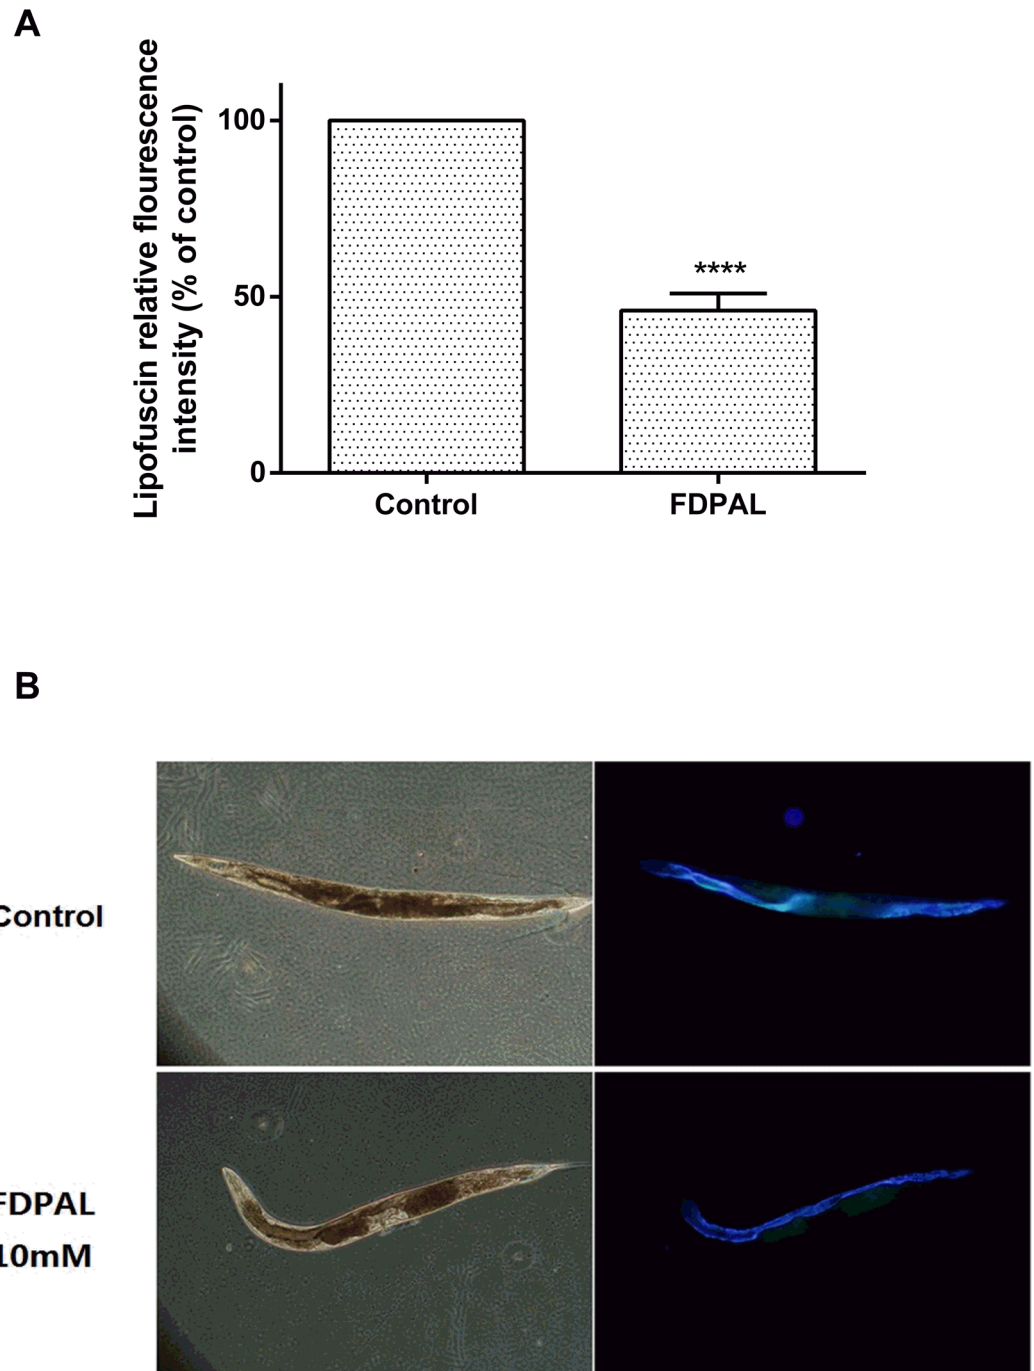 A
Lipofuscin relative flourescence
intensity (% of control)
100
50
0
****
Control
FDPAL
B
Control
FDPAL
10mM